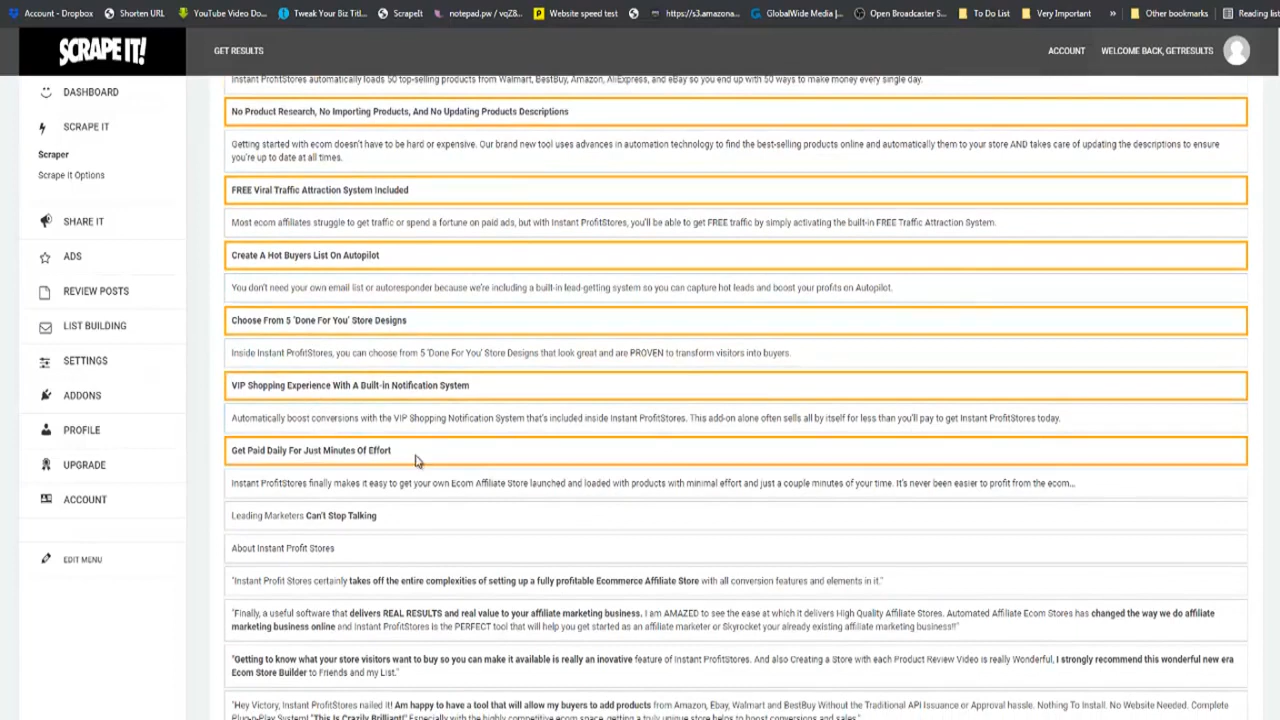 Account - Dropbox
Shorten URL
YouTube Video Do...
Tweak Your Biz Titl...
ScrapeIt
notepad.pw / vqZ8...
Website speed test
https://s3.amazona...
GlobalWide Media |...
Open Broadcaster S...
To Do List
Very Important
»
Other bookmarks
Reading list
SCRAPE IT!
GET RESULTS
ACCOUNT
WELCOME BACK, GETRESULTS
DASHBOARD
SCRAPE IT
Scraper
Scrape It Options
SHARE IT
ADS
REVIEW POSTS
LIST BUILDING
SETTINGS
ADDONS
PROFILE
UPGRADE
ACCOUNT
EDIT MENU
Instant ProfitStores automatically loads 50 top-selling products from Walmart, BestBuy, Amazon, AliExpress, and eBay so you end up with 50 ways to make money every single day.
No Product Research, No Importing Products, And No Updating Products Descriptions
Getting started with ecom doesn't have to be hard or expensive. Our brand new tool uses advances in automation technology to find the best-selling products online and automatically them to your store AND takes care of updating the descriptions to ensure
you're up to date at all times.
FREE Viral Traffic Attraction System Included
Most ecom affiliates struggle to get traffic or spend a fortune on paid ads, but with Instant ProfitStores, you'll be able to get FREE traffic by simply activating the built-in FREE Traffic Attraction System.
Create A Hot Buyers List On Autopilot
You don't need your own email list or autoresponder because we're including a built-in lead-getting system so you can capture hot leads and boost your profits on Autopilot.
Choose From 5 'Done For You' Store Designs
Inside Instant ProfitStores, you can choose from 5 'Done For You' Store Designs that look great and are PROVEN to transform visitors into buyers.
VIP Shopping Experience With A Built-in Notification System
Automatically boost conversions with the VIP Shopping Notification System that's included inside Instant ProfitStores. This add-on alone often sells all by itself for less than you'll pay to get Instant ProfitStores today.
Get Paid Daily For Just Minutes Of Effort
Instant ProfitStores finally makes it easy to get your own Ecom Affiliate Store launched and loaded with products with minimal effort and just a couple minutes of your time. It's never been easier to profit from the ecom...
Leading Marketers Can't Stop Talking
About Instant Profit Stores
"Instant Profit Stores certainly takes off the entire complexities of setting up a fully profitable Ecommerce Affiliate Store with all conversion features and elements in it."
"Finally, a useful software that delivers REAL RESULTS and real value to your affiliate marketing business. I am AMAZED to see the ease at which it delivers High Quality Affiliate Stores. Automated Affiliate Ecom Stores has changed the way we do affiliate
marketing business online and Instant ProfitStores is the PERFECT tool that will help you get started as an affiliate marketer or Skyrocket your already existing affiliate marketing business!!"
"Getting to know what your store visitors want to buy so you can make it available is really an inovative feature of Instant ProfitStores. And also Creating a Store with each Product Review Video is really Wonderful, I strongly recommend this wonderful new era
Ecom Store Builder to Friends and my List."
"Hey Victory, Instant ProfitStores nailed it! Am happy to have a tool that will allow my buyers to add products from Amazon, Ebay, Walmart and BestBuy Without the Traditional API Issuance or Approval hassle. Nothing To Install. No Website Needed. Complete
Plug-n-Play System! "This Is Crazily Brilliant!" Especially with the highly competitive ecom space, getting a truly unique store helps to boost conversions and sales."